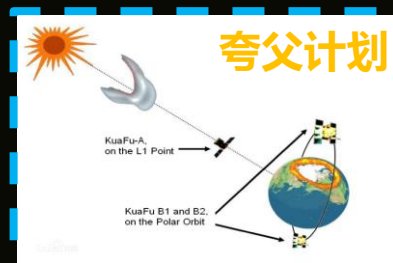 夸父计划
KuaFu-A,
on the L1 Point
KuaFu B1 and B2,
on the Polar Orbit